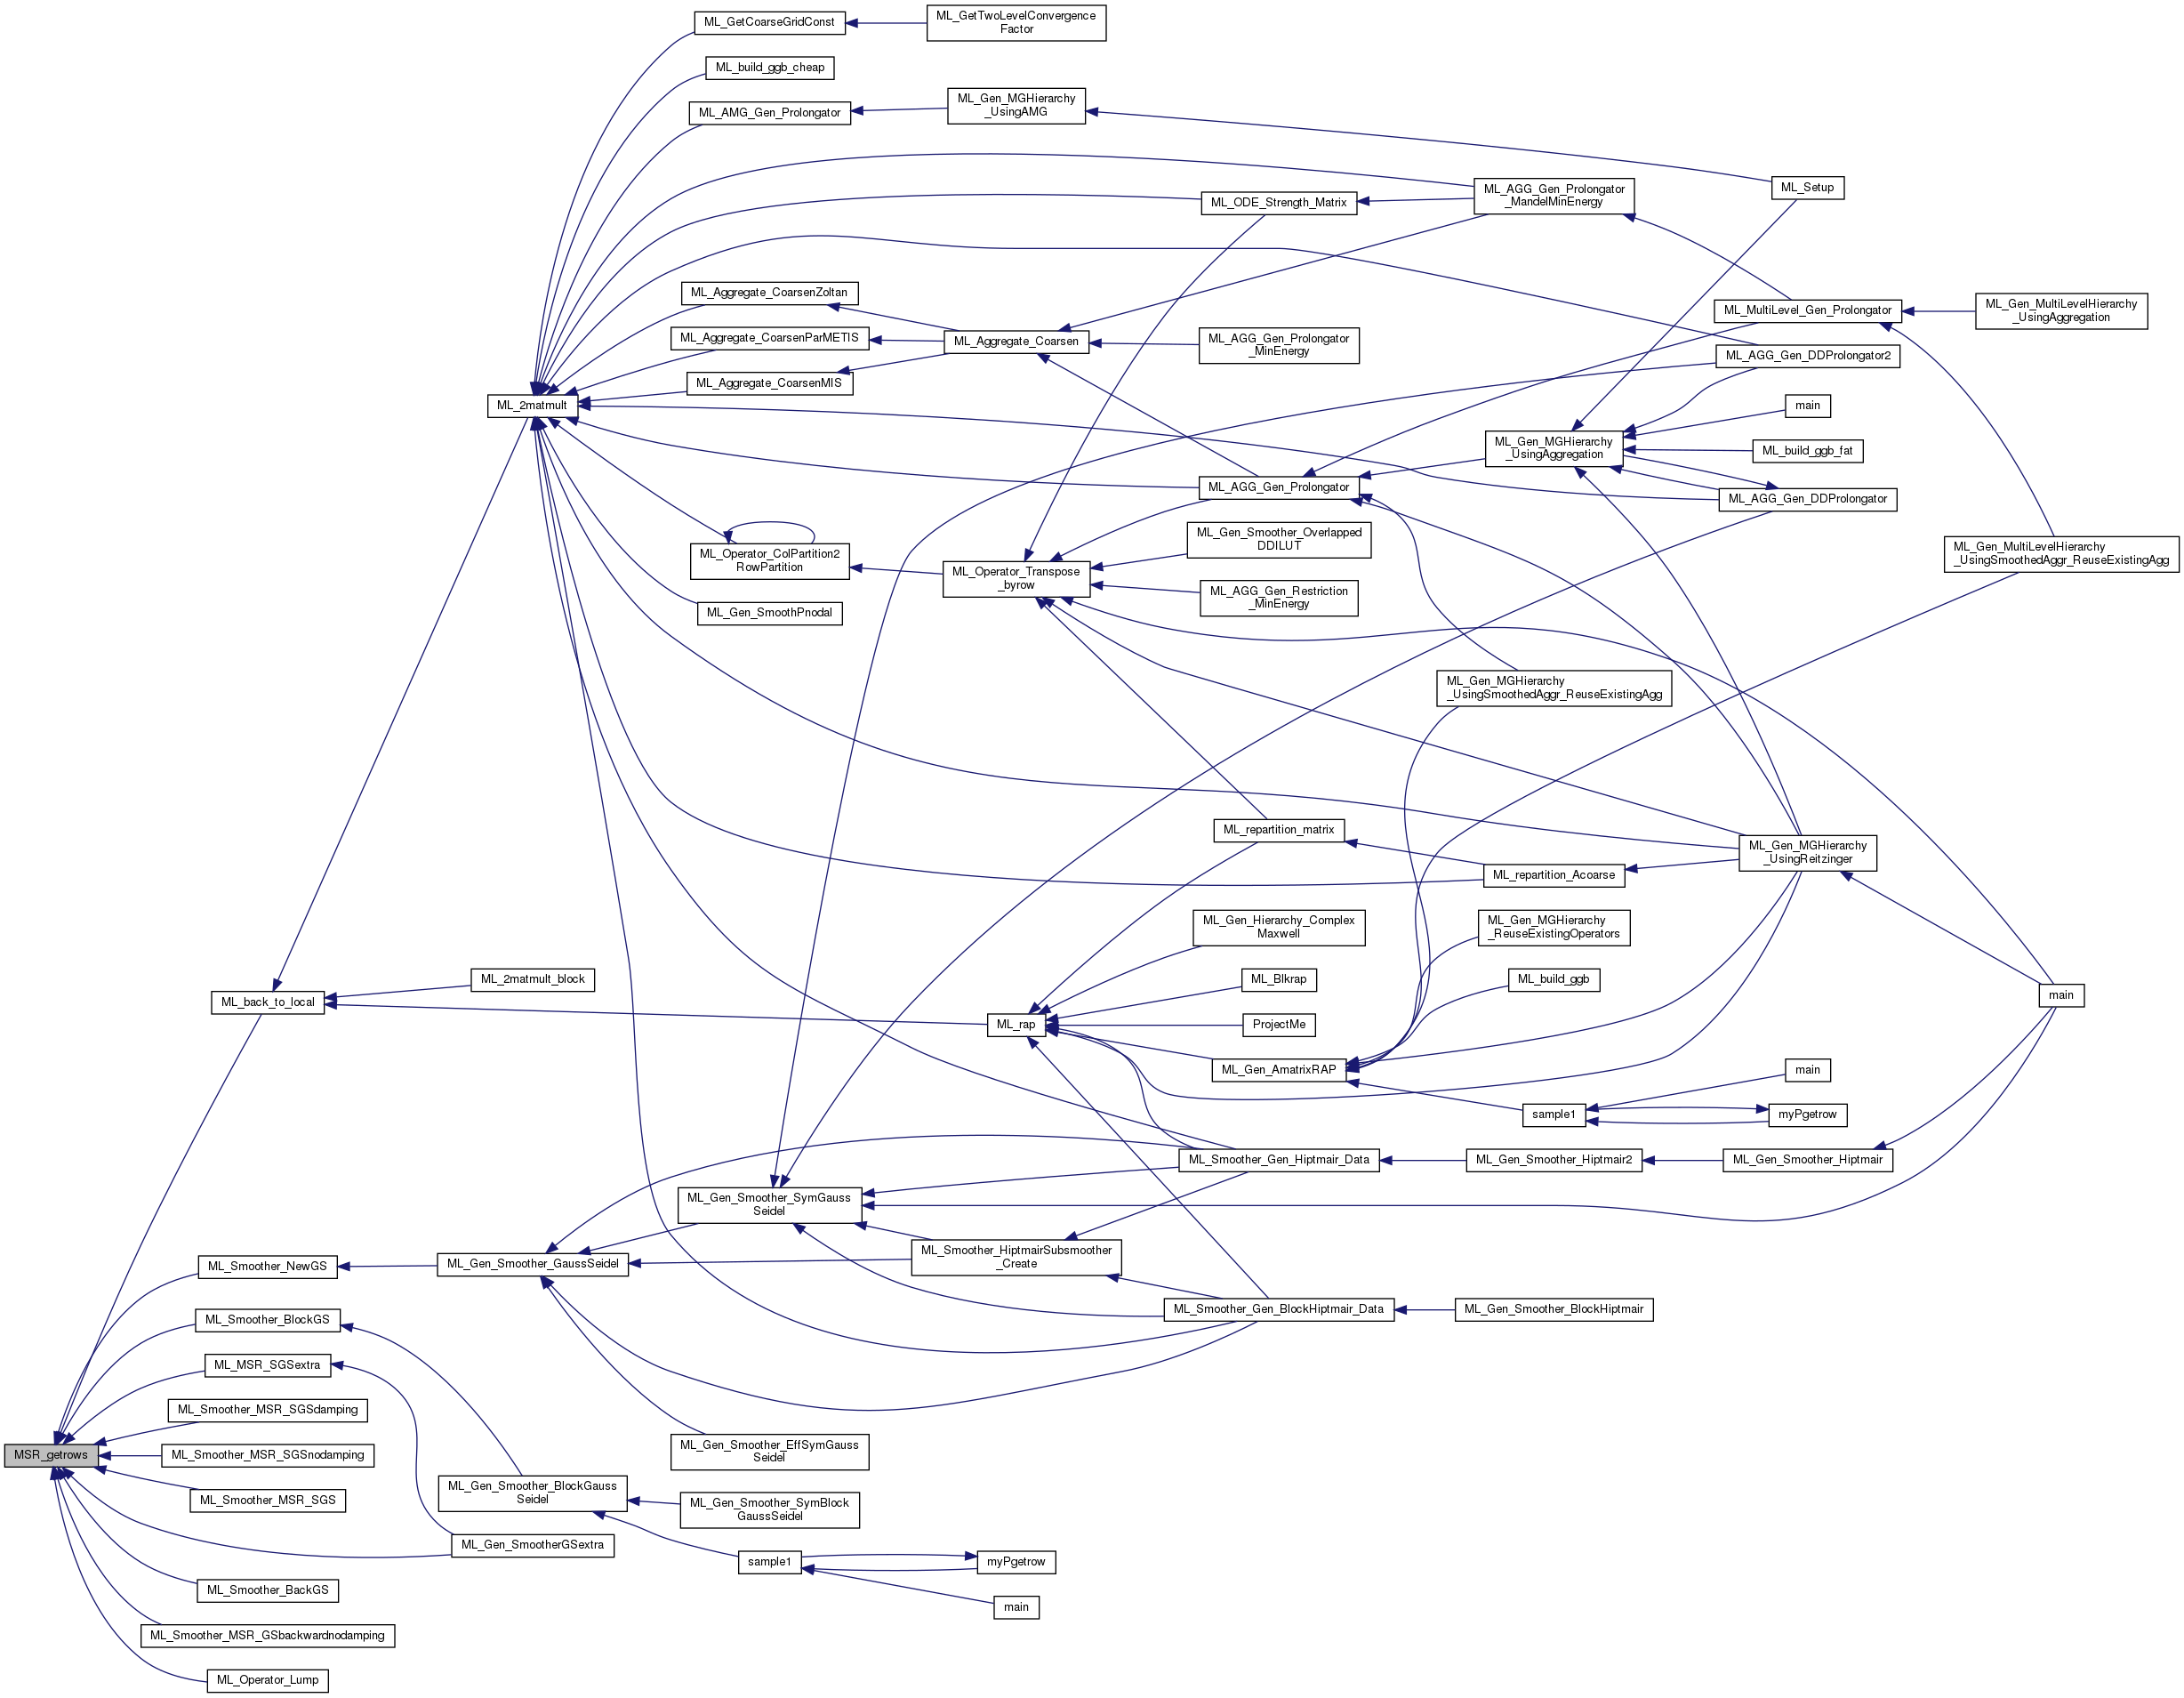 ML_GetCoarseGridConst
ML_GetTwoLevelConvergence
Factor
ML_build_ggb_cheap
ML_AMG_Gen_Prolongator
ML_Gen_MGHierarchy
_UsingAMG
ML_Setup
ML_AGG_Gen_Prolongator
_MandelMinEnergy
ML_ODE_Strength_Matrix
ML_Aggregate_CoarsenZoltan
ML_Aggregate_CoarsenParMETIS
ML_Aggregate_CoarsenMIS
ML_Aggregate_Coarsen
ML_AGG_Gen_Prolongator
_MinEnergy
ML_MultiLevel_Gen_Prolongator
ML_Gen_MultiLevelHierarchy
_UsingAggregation
ML_AGG_Gen_DDProlongator2
ML_2matmult
main
ML_Gen_MGHierarchy
_UsingAggregation
ML_build_ggb_fat
ML_AGG_Gen_Prolongator
ML_AGG_Gen_DDProlongator
ML_Operator_ColPartition2
RowPartition
ML_Gen_Smoother_Overlapped
DDILUT
ML_Operator_Transpose
_byrow
ML_AGG_Gen_Restriction
_MinEnergy
ML_Gen_MultiLevelHierarchy
_UsingSmoothedAggr_ReuseExistingAgg
ML_Gen_SmoothPnodal
ML_Gen_MGHierarchy
_UsingSmoothedAggr_ReuseExistingAgg
ML_repartition_matrix
ML_repartition_Acoarse
ML_Gen_MGHierarchy
_UsingReitzinger
ML_Gen_Hierarchy_Complex
Maxwell
ML_Gen_MGHierarchy
_ReuseExistingOperators
ML_2matmult_block
ML_back_to_local
ML_Blkrap
ML_build_ggb
main
ML_rap
ProjectMe
ML_Gen_AmatrixRAP
main
sample1
myPgetrow
ML_Smoother_Gen_Hiptmair_Data
ML_Gen_Smoother_Hiptmair2
ML_Gen_Smoother_Hiptmair
ML_Gen_Smoother_SymGauss
Seidel
ML_Smoother_HiptmairSubsmoother
_Create
ML_Smoother_NewGS
ML_Gen_Smoother_GaussSeidel
ML_Smoother_Gen_BlockHiptmair_Data
ML_Gen_Smoother_BlockHiptmair
ML_Smoother_BlockGS
ML_MSR_SGSextra
ML_Smoother_MSR_SGSdamping
MSR_getrows
ML_Smoother_MSR_SGSnodamping
ML_Gen_Smoother_EffSymGauss
Seidel
ML_Smoother_MSR_SGS
ML_Gen_Smoother_BlockGauss
Seidel
ML_Gen_Smoother_SymBlock
GaussSeidel
ML_Gen_SmootherGSextra
sample1
myPgetrow
ML_Smoother_BackGS
main
ML_Smoother_MSR_GSbackwardnodamping
ML_Operator_Lump